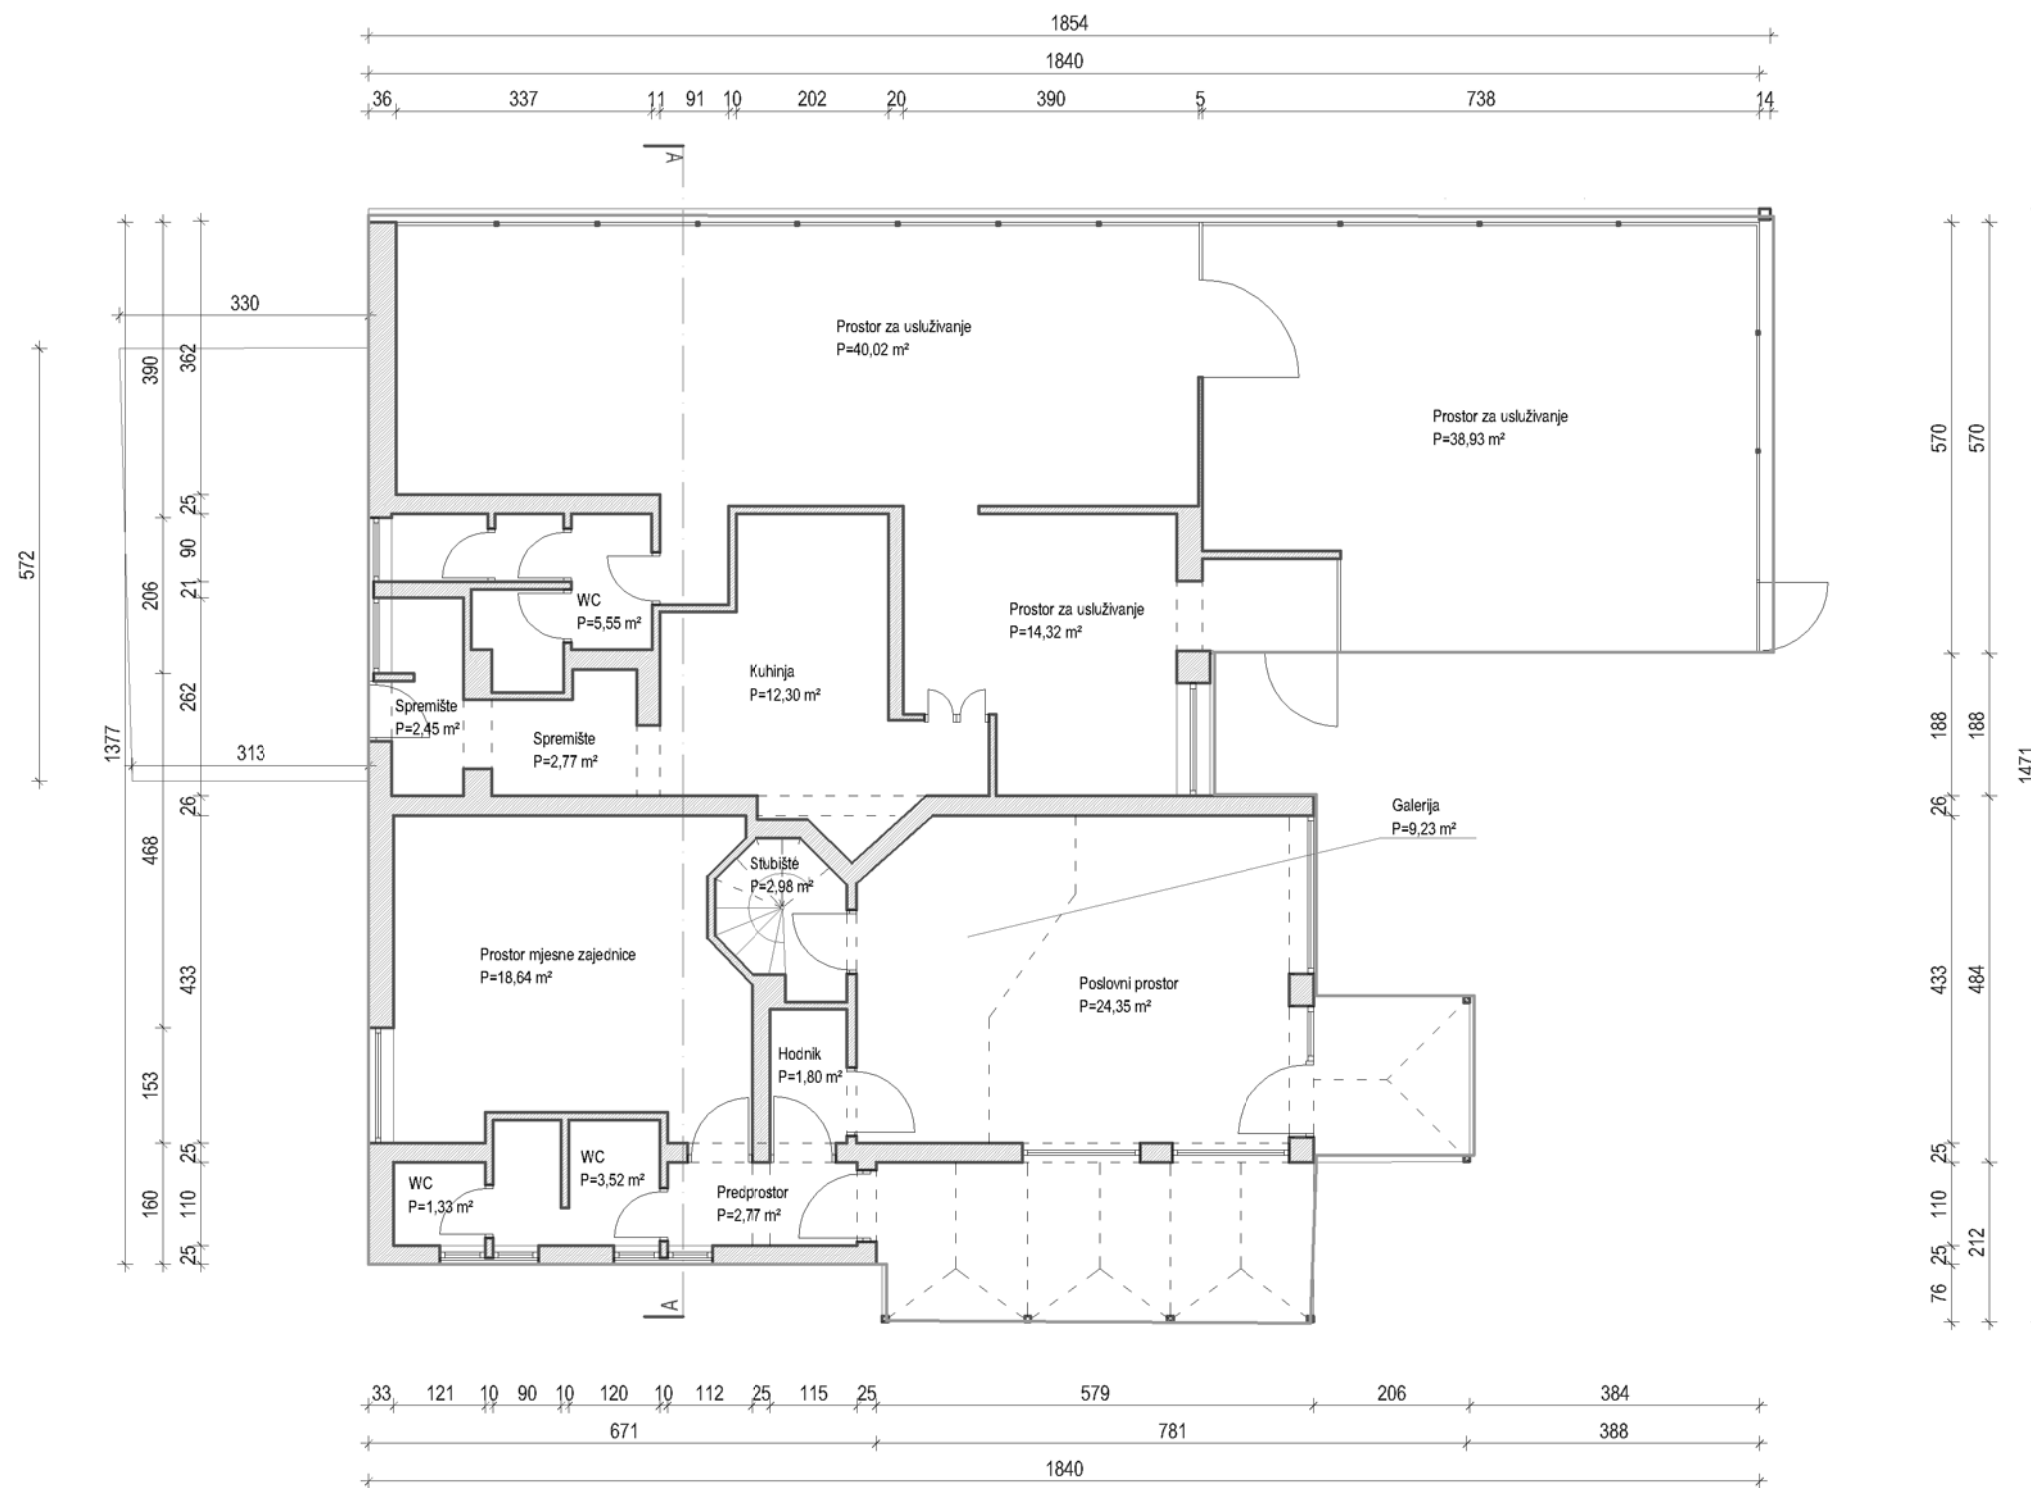 1854
1840
36 337 11 91 10 202 20 390 5 738 14
A
330
390
362
572
1377
25
90
21
206
262
313
26
468
433
153
25
160
110
25
Prostor za usluživanje
P=40,02 m²
Prostor za usluživanje
P=38,93 m²
WC
P=5,55 m²
Prostor za usluživanje
P=14,32 m²
Kuhinja
P=12,30 m²
Spremište
P=2,45 m²
Spremište
P=2,77 m²
Galerija
P=9,23 m²
Stubište
P=2,98 m²
Prostor mjesne zajednice
P=18,64 m²
Poslovni prostor
P=24,35 m²
Hodnik
P=1,80 m²
WC
P=3,52 m²
WC
P=1,33 m²
Predprostor
P=2,77 m²
A
570
570
188
188
1471
26
433
484
25
110
25
212
76
33 121 10 90 10 120 10 112 25 115 25 579 206 384
671 781 388
1840